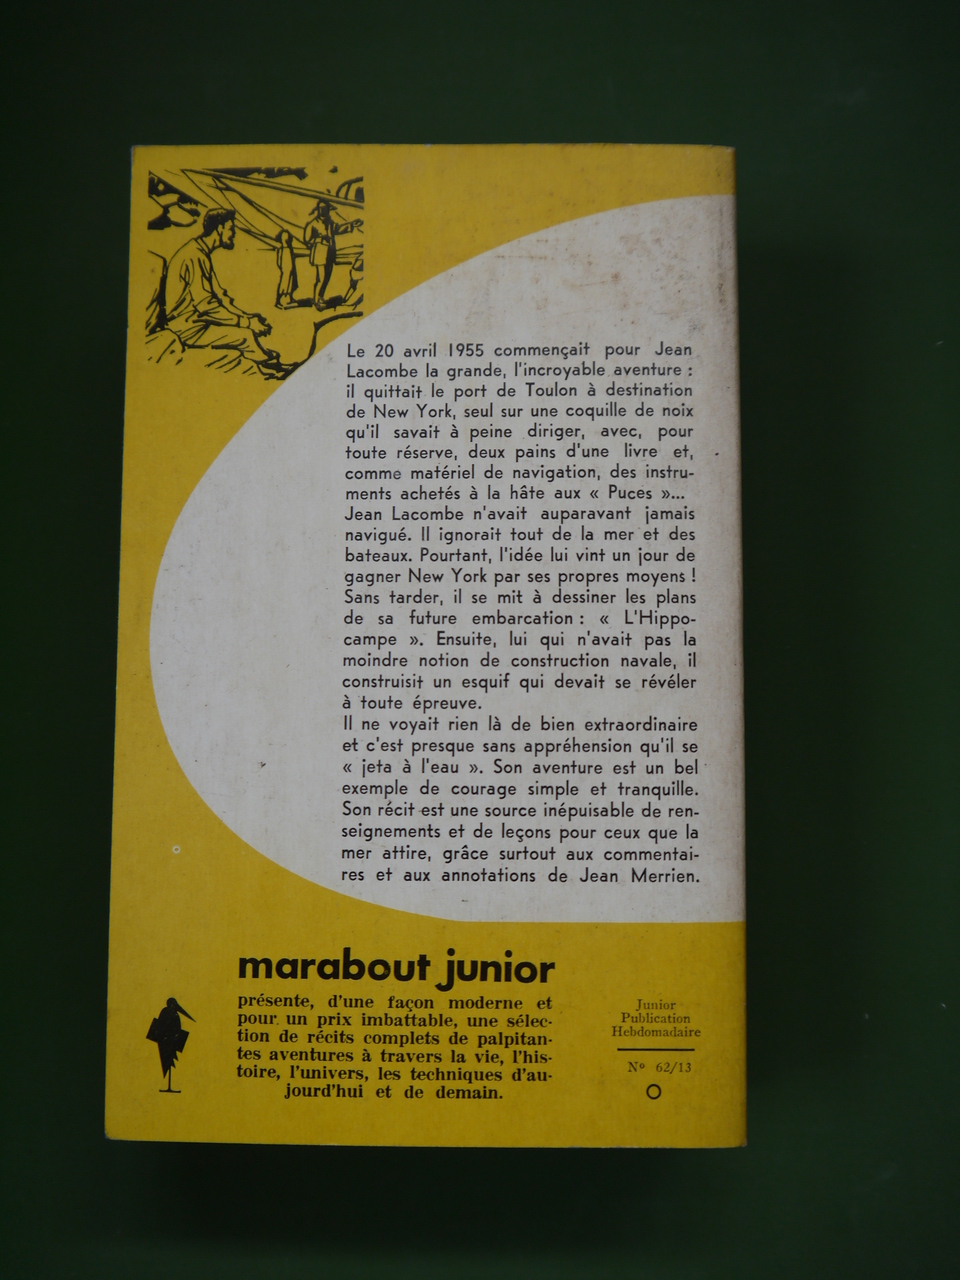 Le 20 avril 1955 commençait pour Jean
Lacombe la grande, l'incroyable aventure :
il quittait le port de Toulon à destination
de New York, seul sur une coquille de noix
qu'il savait à peine diriger, avec, pour
toute réserve, deux pains d'une livre et,
comme matériel de navigation, des instru-
ments achetés à la hâte aux « Puces »...
Jean Lacombe n'avait auparavant jamais
navigué. Il ignorait tout de la mer et des
bateaux. Pourtant, l'idée lui vint un jour de
gagner New York par ses propres moyens !
Sans tarder, il se mit à dessiner les plans
de sa future embarcation : « L'Hippo-
campe ». Ensuite, lui qui n'avait pas la
moindre notion de construction navale, il
construisit un esquif qui devait se révéler
à toute épreuve.
Il ne voyait rien là de bien extraordinaire
et c'est presque sans appréhension qu'il se
« jeta à l'eau ». Son aventure est un bel
exemple de courage simple et tranquille.
Son récit est une source inépuisable de ren-
seignements et de leçons pour ceux que la
mer attire, grâce surtout aux commentai-
res et aux annotations de Jean Merrien.
marabout junior
présente, d'une façon moderne et
pour un prix imbattable, une sélec-
tion de récits complets de palpitan-
tes aventures à travers la vie, l'his-
toire, l'univers, les techniques d'au-
jourd'hui et de demain.
Junior
Publication
Hebdomadaire
Nº 62/13